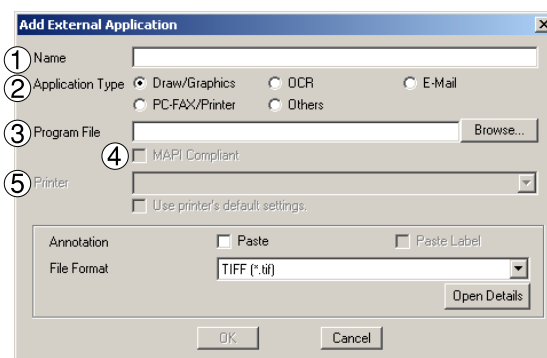 Add External Application
① Name
② Application Type Draw/Graphics OCR E-Mail
PC-FAX/Printer Others
③ Program File Browse...
④ MAPI Compliant
⑤ Printer
Use printer's default settings.
Annotation Paste Paste Label
File Format TIFF (*.tif)
Open Details
OK Cancel